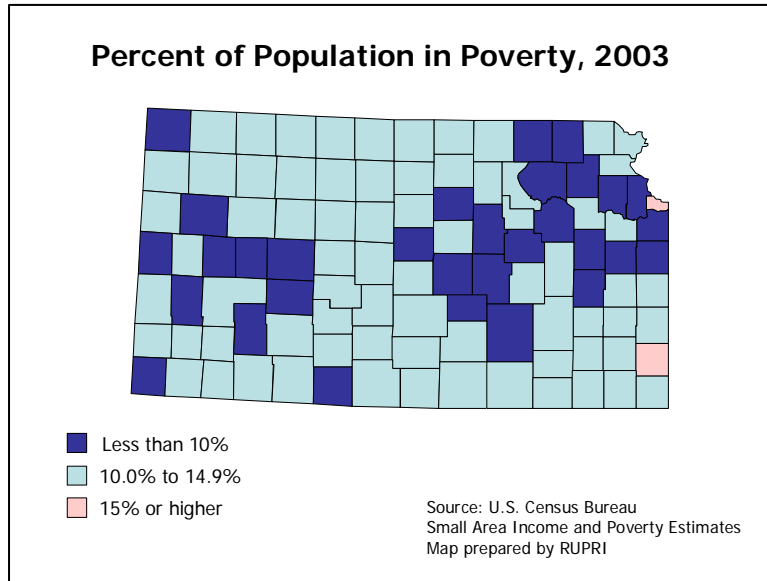 Percent of Population in Poverty, 2003
Less than 10%
10.0% to 14.9%
15% or higher
Source: U.S. Census Bureau
Small Area Income and Poverty Estimates
Map prepared by RUPRI